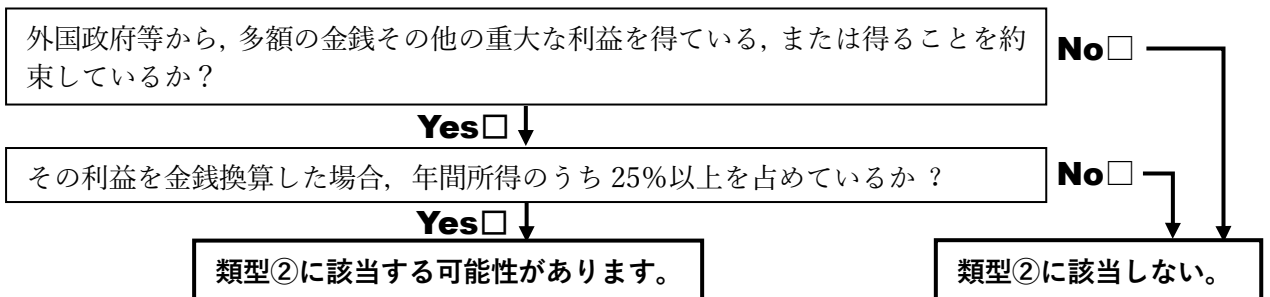 外国政府等から, 多額の金銭その他の重大な利益を得ている, または得ることを約
束しているか？
No□
Yes□
その利益を金銭換算した場合, 年間所得のうち 25%以上を占めているか ？
No□
Yes□
類型②に該当する可能性があります。
類型②に該当しない。